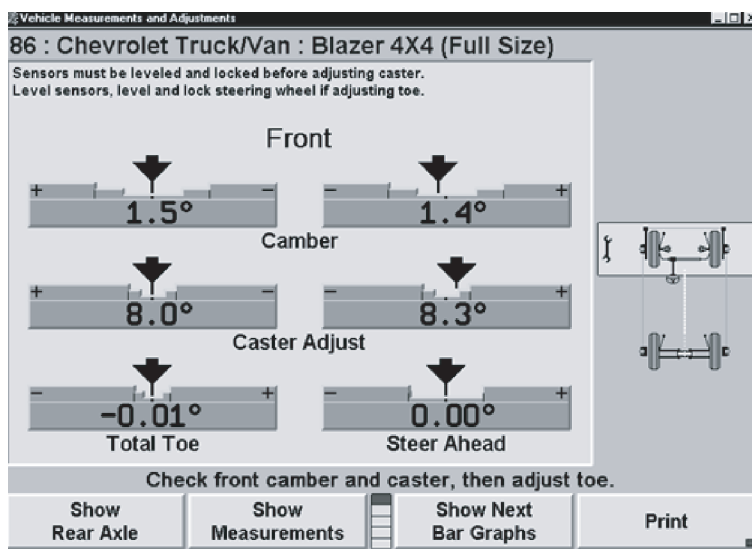 Vehicle Measurements and Adjustments
86 : Chevrolet Truck/Van : Blazer 4X4 (Full Size)
Sensors must be leveled and locked before adjusting caster.
Level sensors, level and lock steering wheel if adjusting toe.
Front
+ - - +
1.5° 1.4°
Camber
+ - - +
8.0° 8.3°
Caster Adjust
- + - +
-0.01° 0.00°
Total Toe Steer Ahead
Check front camber and caster, then adjust toe.
Show Rear Axle
Show Measurements
Show Next Bar Graphs
Print